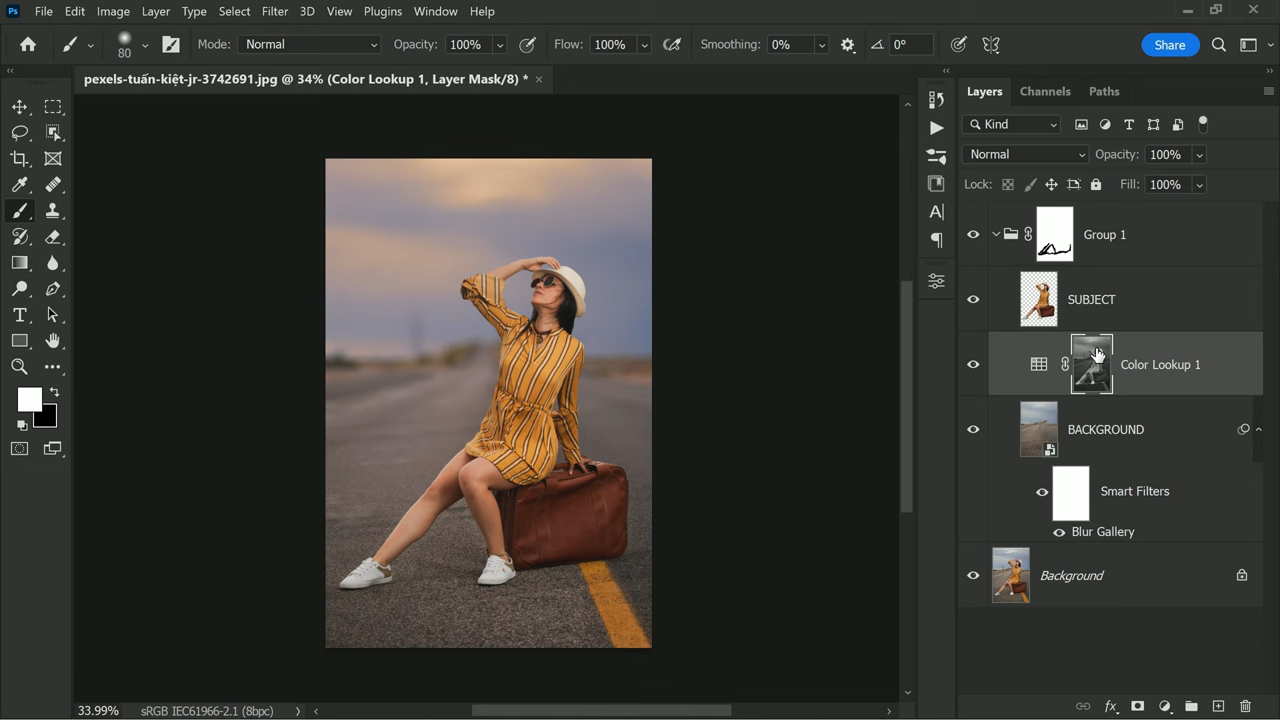 Ps File Edit Image Layer Type Select Filter 3D View Plugins Window Help
80 Mode: Normal Opacity: 100% Flow: 100% Smoothing: 0% 0° Share
pexels-tuấn-kiệt-jr-3742691.jpg @ 34% (Color Lookup 1, Layer Mask/8) * ×
Layers Channels Paths
Kind
Normal Opacity: 100%
Lock: Fill: 100%
Group 1
SUBJECT
Color Lookup 1
BACKGROUND
Smart Filters
Blur Gallery
Background
33.99% sRGB IEC61966-2.1 (8bpc)